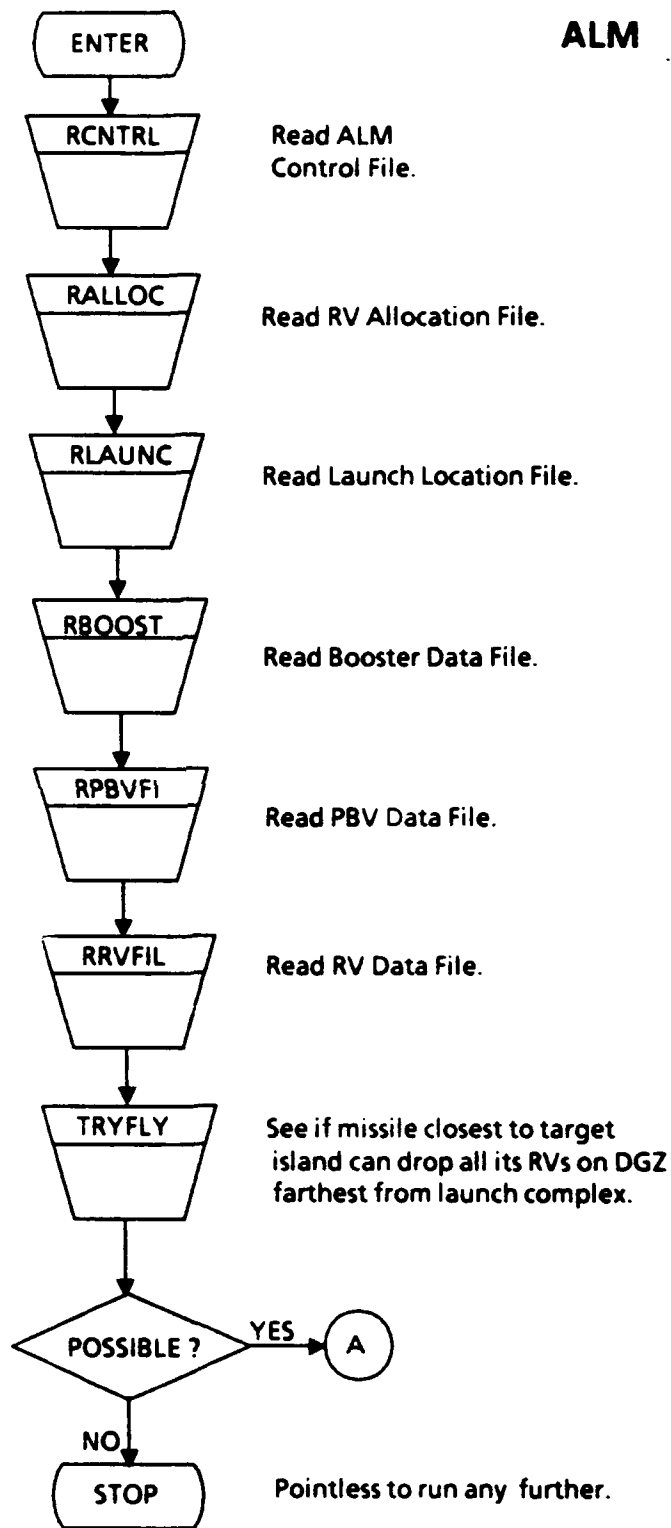 ALM
ENTER
RCNTRL
Read ALM
Control File.
RALLOC
Read RV Allocation File.
RLAUNC
Read Launch Location File.
RBOOST
Read Booster Data File.
RPBVFI
Read PBV Data File.
RRVFIL
Read RV Data File.
TRYFLY
See if missile closest to target
island can drop all its RVs on DGZ
farthest from launch complex.
POSSIBLE ?
YES
A
NO
STOP
Pointless to run any further.